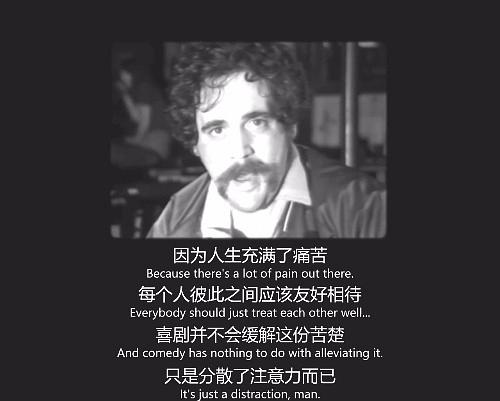 因为人生充满了痛苦
Because there's a lot of pain out there.
每个人彼此之间应该友好相待
Everybody should just treat each other well...
喜剧并不会缓解这份苦楚
And comedy has nothing to do with alleviating it.
只是分散了注意力而已
It's just a distraction, man.